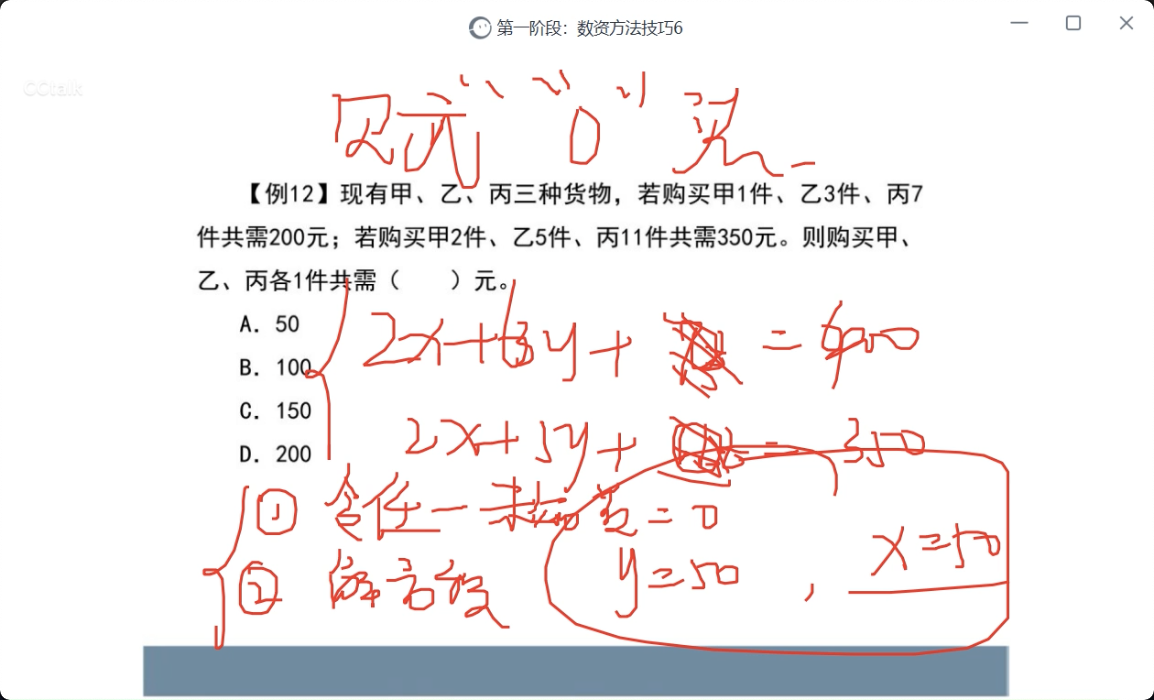 第一阶段：数资方法技巧6
CCtalk
【例12】现有甲、乙、丙三种货物，若购买甲1件、乙3件、丙7
件共需200元；若购买甲2件、乙5件、丙11件共需350元。则购买甲、
乙、丙各1件共需（ ）元。
A. 50
2x+6y+ =400
B. 100
C. 150
2x+5y+ = 350
D. 200
① 令任一未知数=0
② 解方程 y=50 , x=50